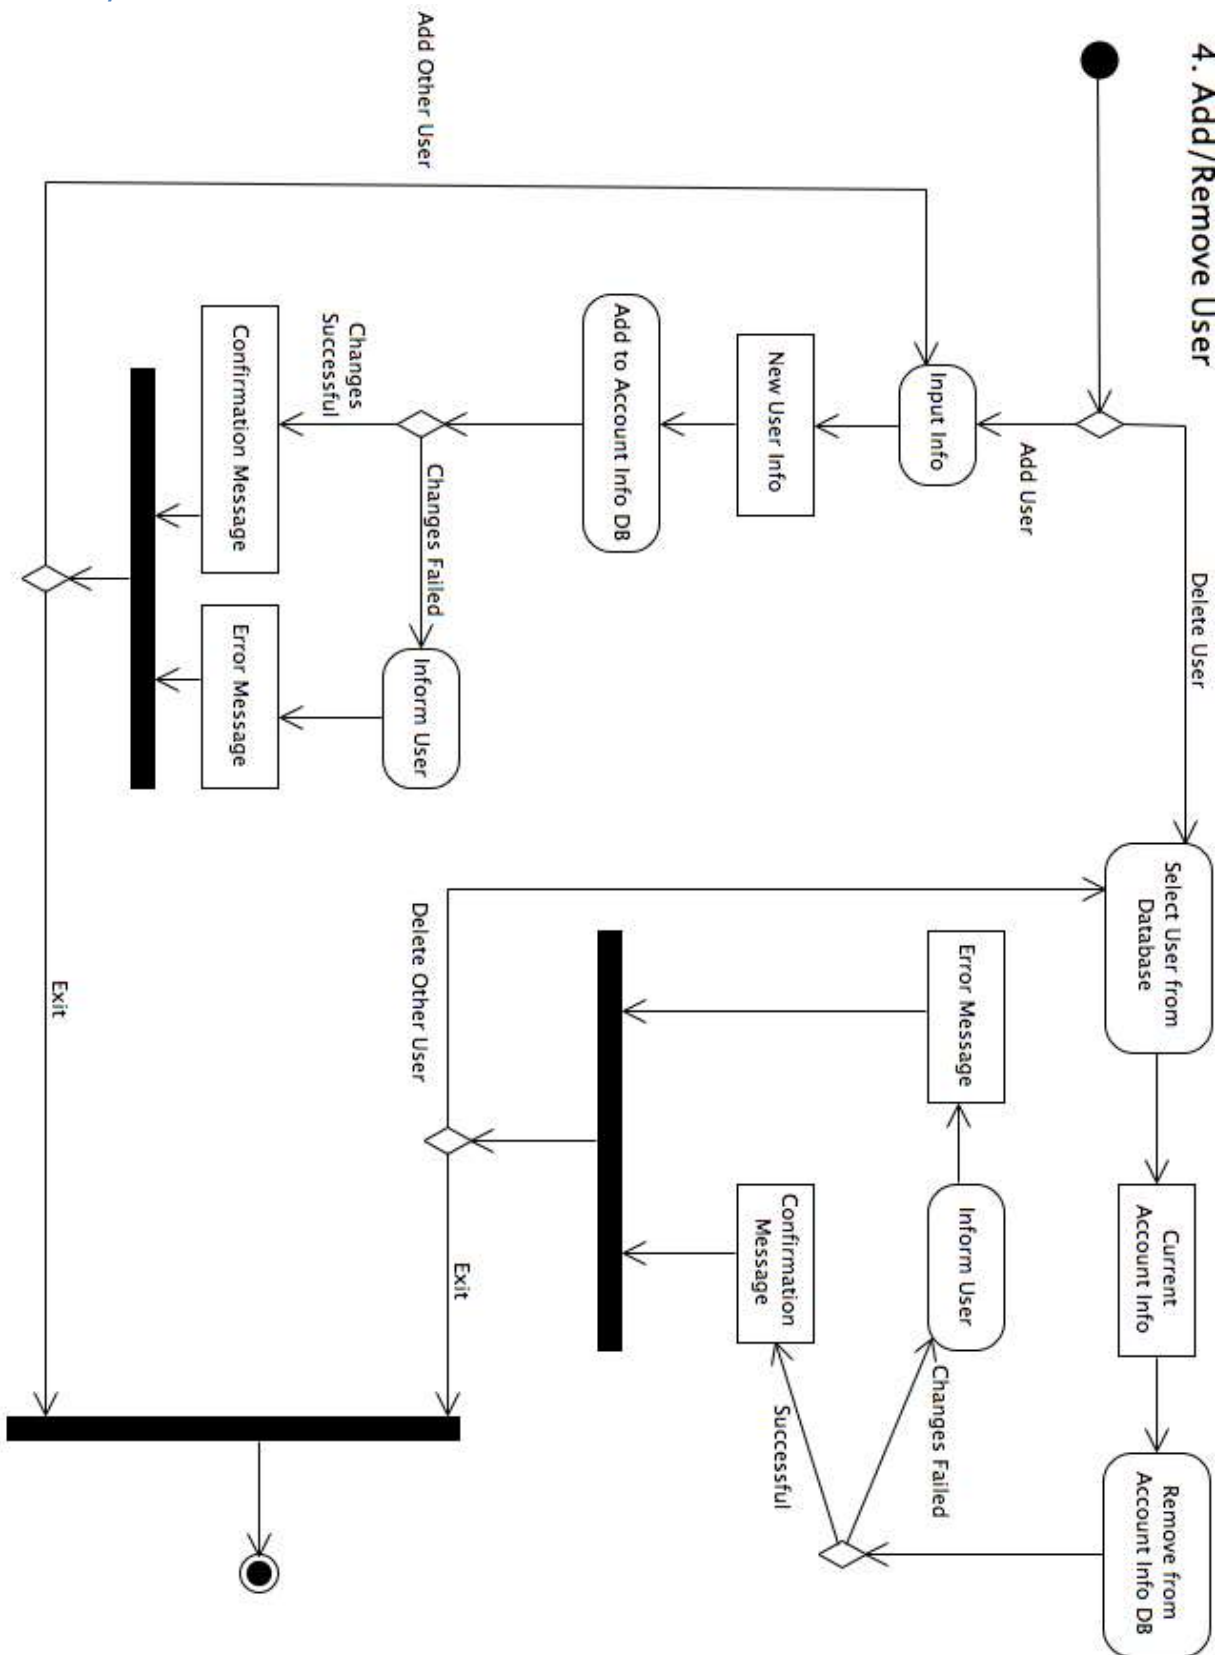 4. Add/Remove User
Delete User
Add User
Select User from
Database
Current
Account Info
Remove from
Account Info DB
Input Info
Error Message
Inform User
Changes Failed
New User Info
Confirmation
Message
Successful
Add to Account Info DB
Add Other User
Changes Failed
Inform User
Delete Other User
Exit
Changes
Successful
Confirmation Message
Error Message
Exit